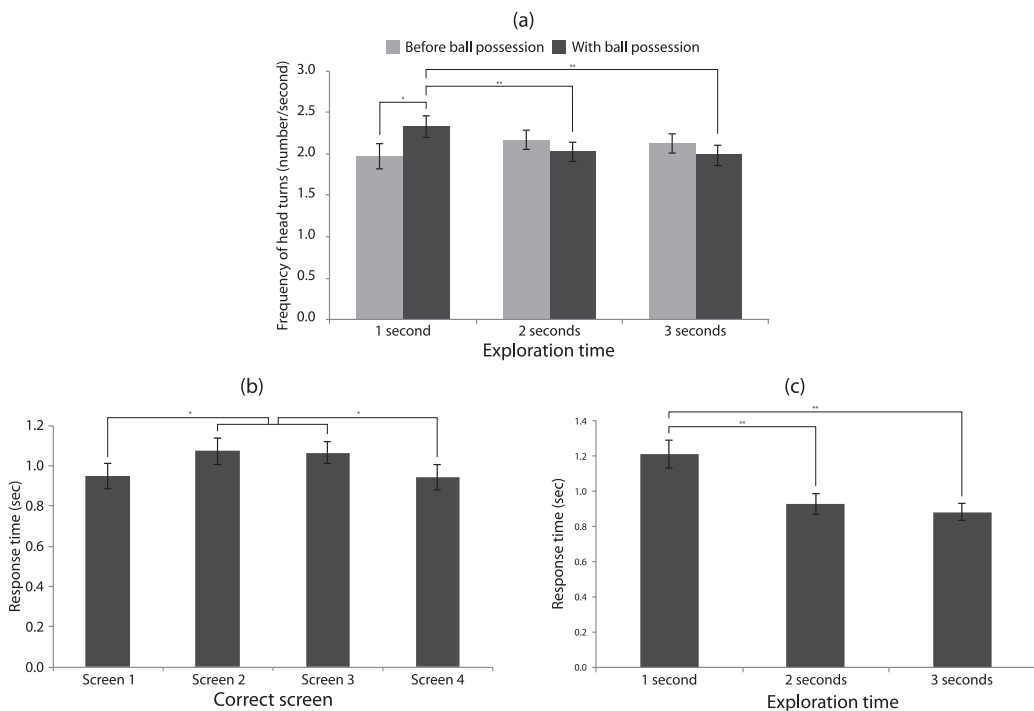 (a)
Before ball possession With ball possession
Frequency of head turns (number/second)
3.0
2.5
2.0
1.5
1.0
0.5
0.0
*
**
**
1 second 2 seconds 3 seconds
Exploration time
(b)
Response time (sec)
1.2
1.0
0.8
0.6
0.4
0.2
0.0
*
*
Screen 1 Screen 2 Screen 3 Screen 4
Correct screen
(c)
Response time (sec)
1.4
1.2
1.0
0.8
0.6
0.4
0.2
0.0
**
**
1 second 2 seconds 3 seconds
Exploration time